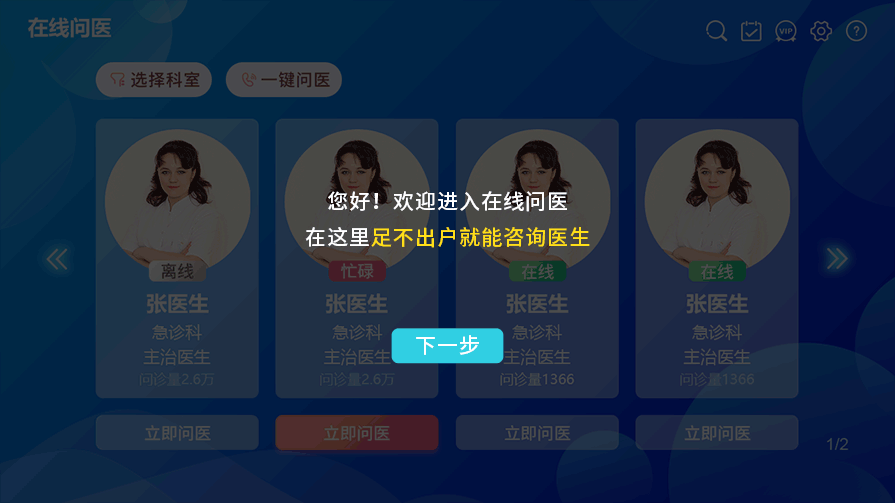 在线问医
VIP
?
选择科室
一键问医
您好！欢迎进入在线问医
在这里足不出户就能咨询医生
离线
忙碌
在线
在线
张医生
张医生
张医生
张医生
急诊科
急诊科
急诊科
急诊科
主治医生
主治医生
主治医生
主治医生
下一步
问诊量2.6万
问诊量2.6万
问诊量1366
问诊量1366
立即问医
立即问医
立即问医
立即问医
1/2